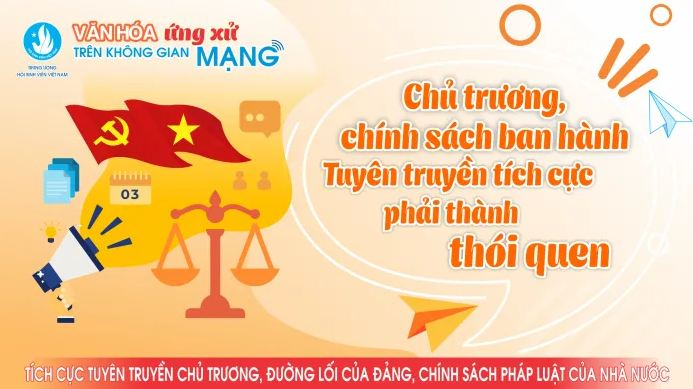 VĂN HÓA ứng xử
TRÊN KHÔNG GIAN MẠNG
TRUNG ƯƠNG
HỘI SINH VIÊN VIỆT NAM
Chủ trương,
chính sách ban hành
Tuyên truyền tích cực
phải thành
thói quen
03
TÍCH CỰC TUYÊN TRUYỀN CHỦ TRƯƠNG, ĐƯỜNG LỐI CỦA ĐẢNG, CHÍNH SÁCH PHÁP LUẬT CỦA NHÀ NƯỚC